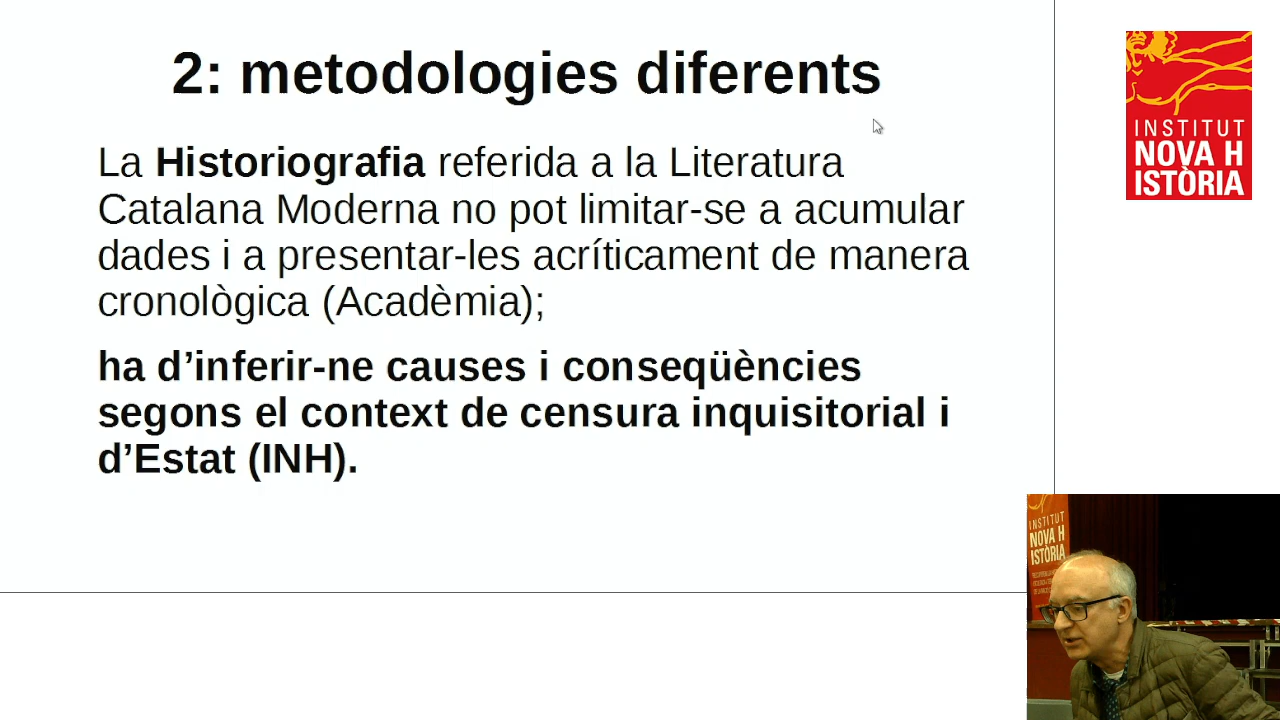 2: metodologies diferents
La Historiografia referida a la Literatura
Catalana Moderna no pot limitar-se a acumular
dades i a presentar-les acríticament de manera
cronològica (Acadèmia);
ha d’inferir-ne causes i conseqüències
segons el context de censura inquisitorial i
d’Estat (INH).
INSTITUT
NOVA H
ISTÒRIA
INSTITUT
NOVA H
ISTÒRIA